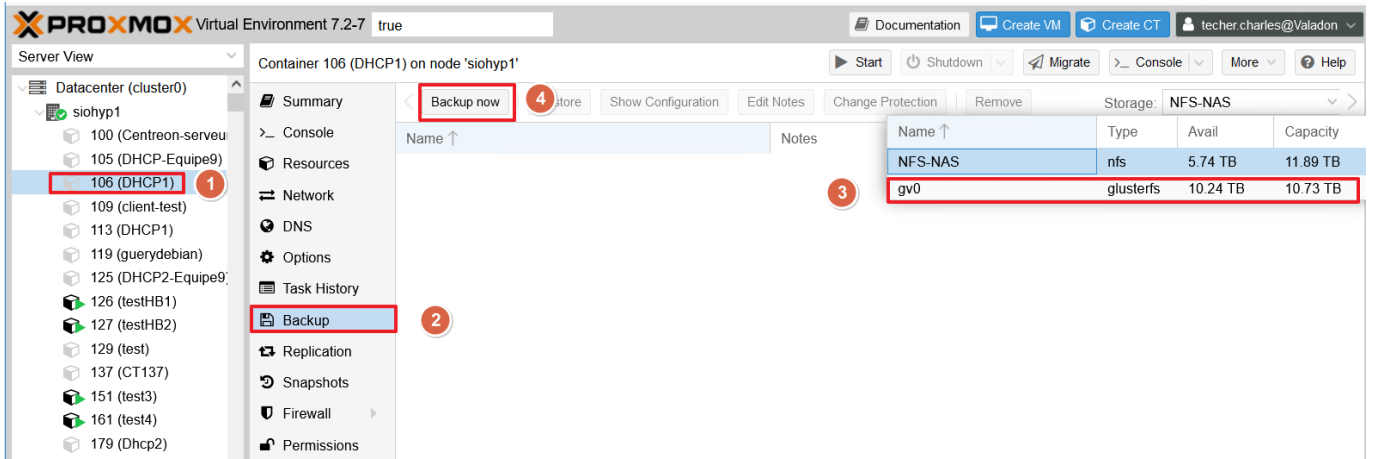 PROXMOX Virtual Environment 7.2-7 true Documentation Create VM Create CT techer.charles@Valadon
Server View
Container 106 (DHCP1) on node 'siohyp1' Start Shutdown Migrate >_ Console More Help
Datacenter (cluster0)
siohyp1
100 (Centreon-serveu
105 (DHCP-Equipe9)
106 (DHCP1) 1
109 (client-test)
113 (DHCP1)
119 (guerydebian)
125 (DHCP2-Equipe9)
126 (testHB1)
127 (testHB2)
129 (test)
137 (CT137)
151 (test3)
161 (test4)
179 (Dhcp2)
Summary
>_ Console
Resources
Network
DNS
Options
Task History
Backup 2
Replication
Snapshots
Firewall
Permissions
Backup now 4 store Show Configuration Edit Notes Change Protection Remove Storage: NFS-NAS
Name Notes
Name Type Avail Capacity
NFS-NAS nfs 5.74 TB 11.89 TB
3 gv0 glusterfs 10.24 TB 10.73 TB